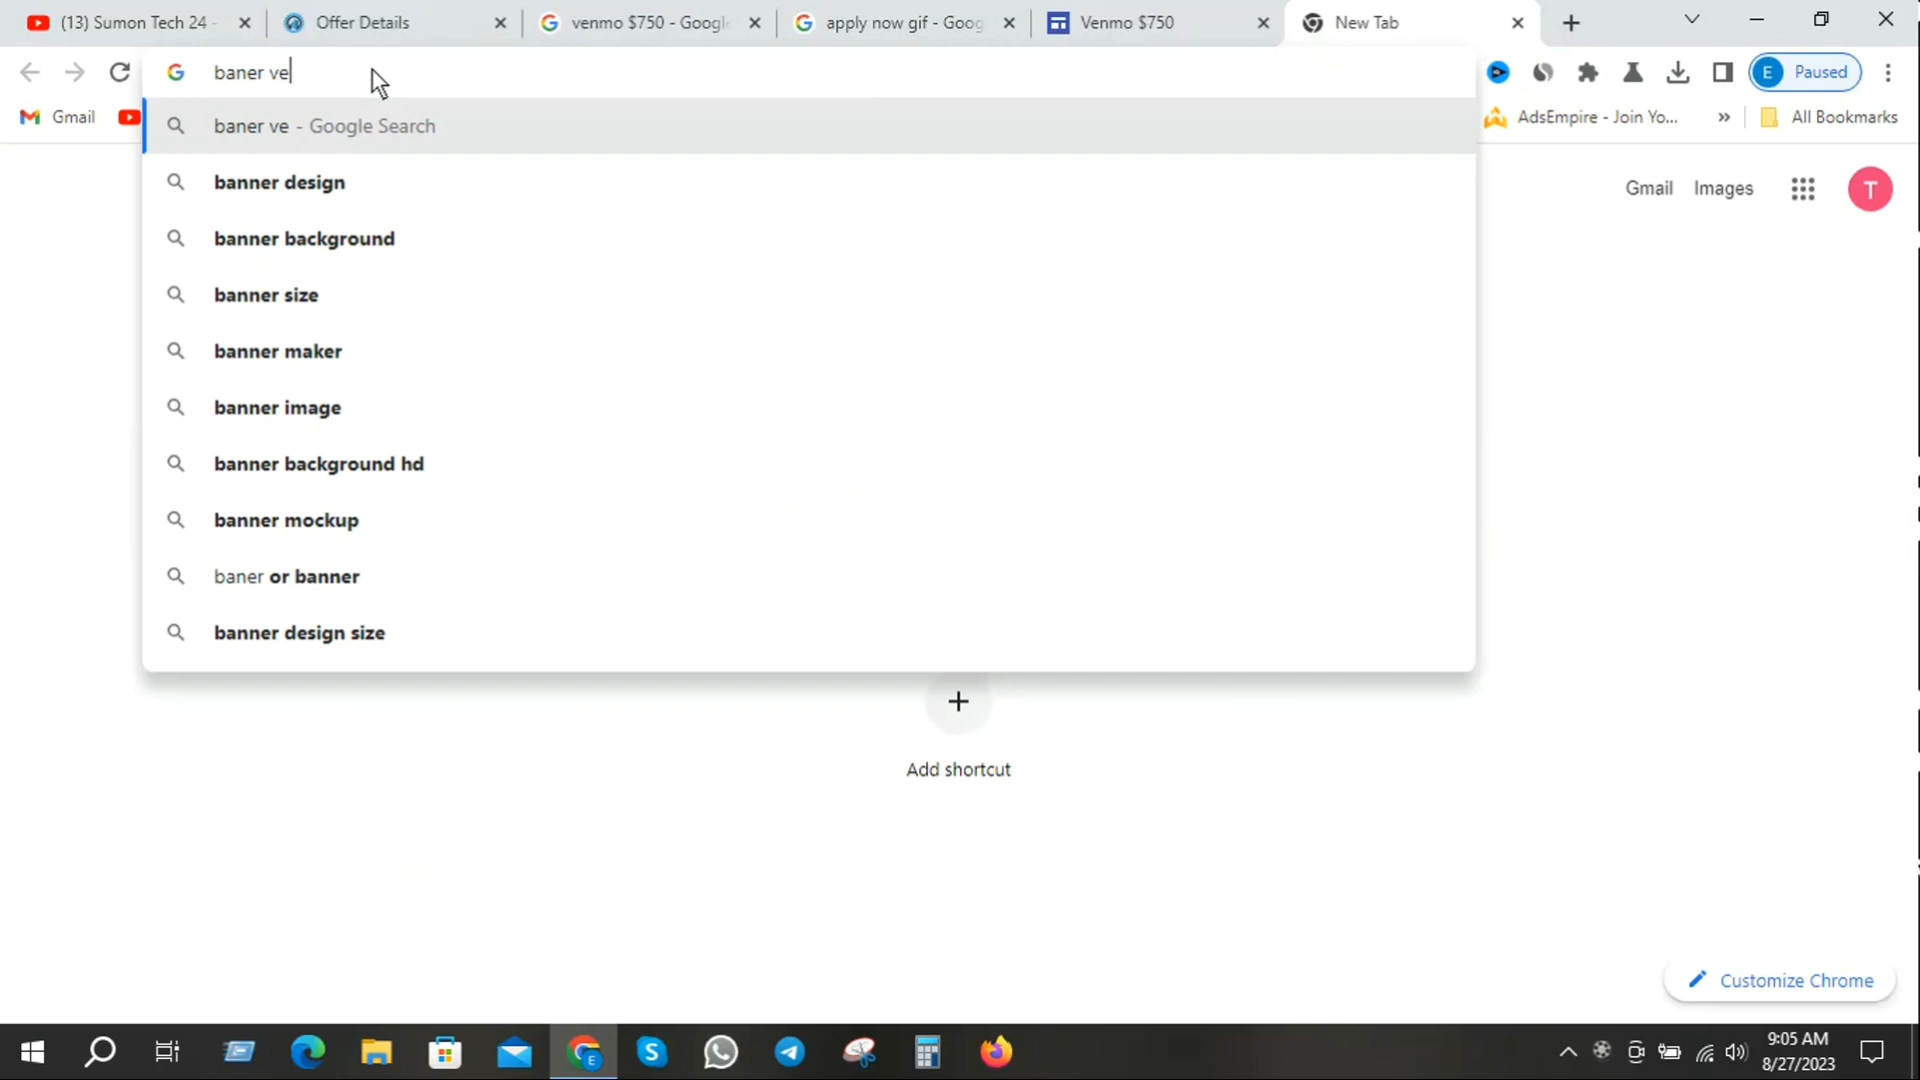 (13) Sumon Tech 24 -
Offer Details
venmo $750 - Google
apply now gif - Goog
Venmo $750
New Tab
baner ve
E
Paused
Gmail
AdsEmpire - Join Yo...
»
All Bookmarks
baner ve - Google Search
banner design
banner background
banner size
banner maker
banner image
banner background hd
banner mockup
baner or banner
banner design size
Gmail
Images
T
Add shortcut
Customize Chrome
9:05 AM
8/27/2023